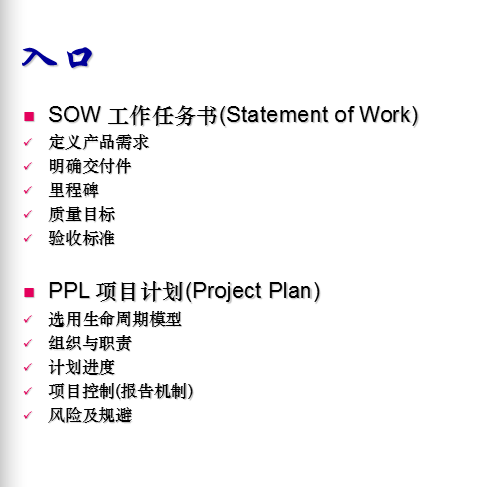 入口
SOW 工作任务书(Statement of Work)
定义产品需求
明确交付件
里程碑
质量目标
验收标准
PPL 项目计划(Project Plan)
选用生命周期模型
组织与职责
计划进度
项目控制(报告机制)
风险及规避